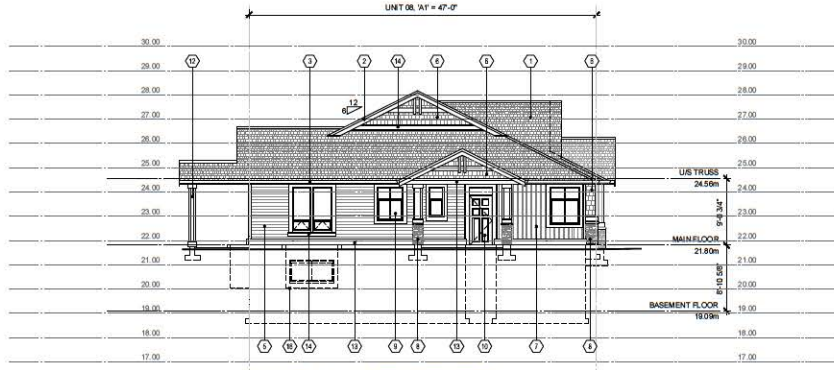 UNIT 08, 'A1' = 47'-0"
30.00 30.00
12 3 2 14 6 6 1 5
29.00 29.00
28.00 28.00
12
6
27.00 27.00
26.00 26.00
25.00 25.00
U/S TRUSS
24.56m
24.00 24.00
9'-0 3/4"
23.00 23.00
22.00 22.00
MAIN FLOOR
21.80m
21.00 21.00
8'-10 5/8"
20.00 20.00
BASEMENT FLOOR
19.00 19.00
19.09m
18.00 18.00
5 14 13 9 8 13 10 7
17.00 17.00